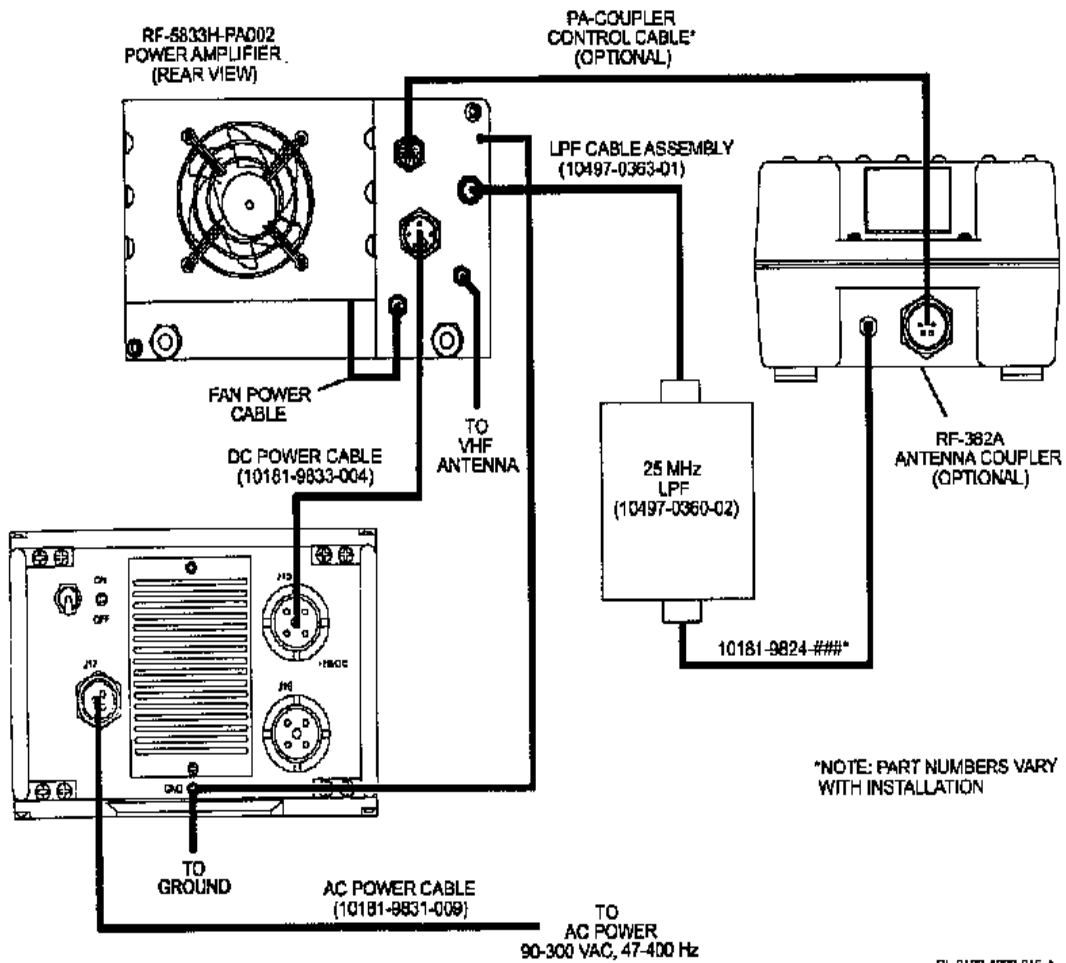 RF-5833H-PA002
POWER AMPLIFIER
(REAR VIEW)
PA-COUPLER
CONTROL CABLE*
(OPTIONAL)
LPF CABLE ASSEMBLY
(10497-0363-01)
FAN POWER
CABLE
TO
VHF
ANTENNA
DC POWER CABLE
(10181-9833-004)
25 MHz
LPF
(10497-0360-02)
RF-382A
ANTENNA COUPLER
(OPTIONAL)
ON
OFF
J15
J17
J16
10181-9824-###*
*NOTE: PART NUMBERS VARY
WITH INSTALLATION
GND
TO
GROUND
AC POWER CABLE
(10181-9831-009)
TO
AC POWER
90-300 VAC, 47-400 Hz